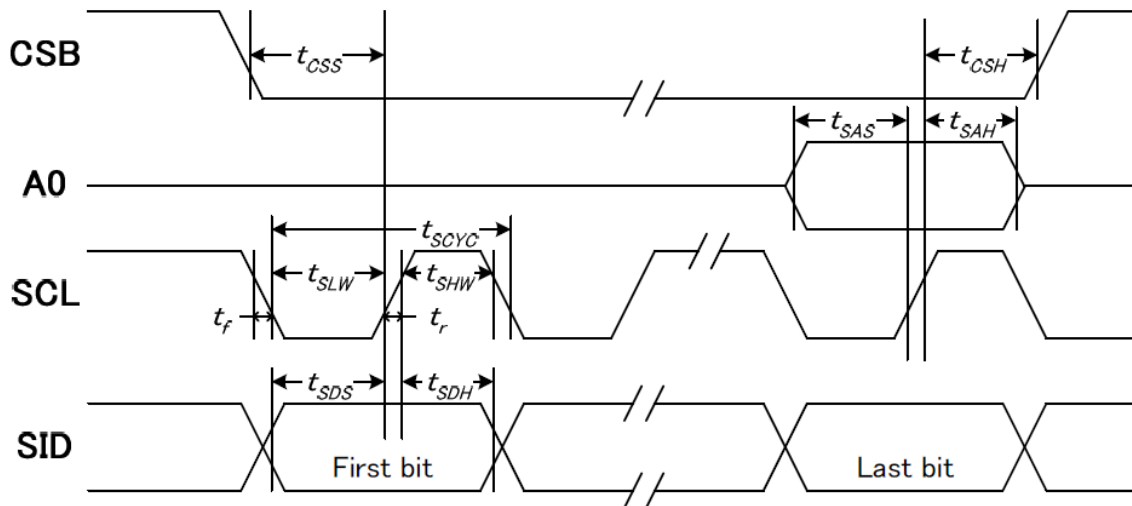 CSB
tCSS
tCSH
tSAS
tSAH
A0
tSCYC
SCL
tSLW
tSHW
tf
tr
tSDS
tSDH
SID
First bit
Last bit